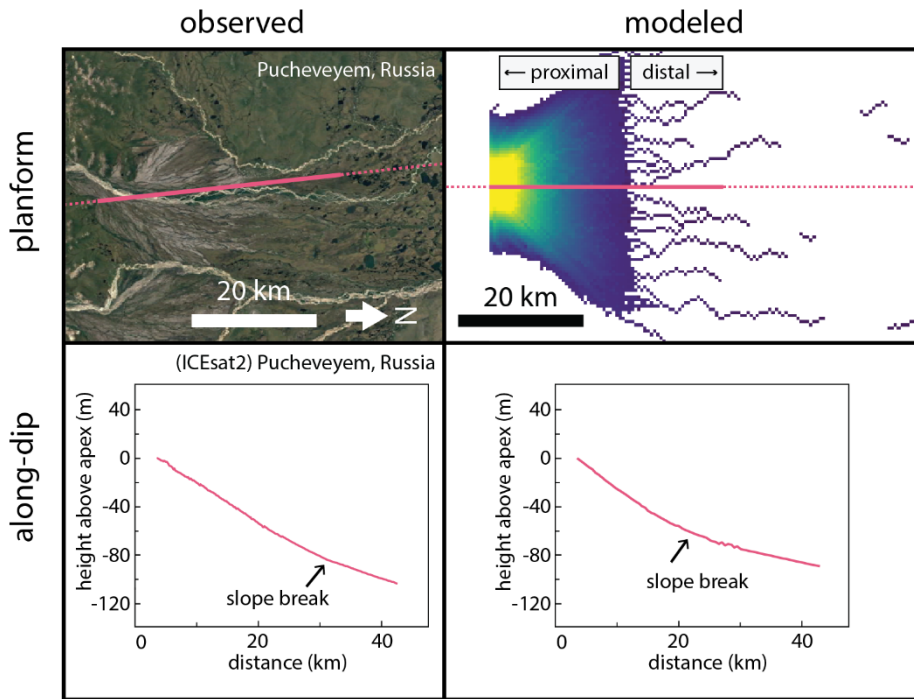 observed
modeled
planform
Pucheveyem, Russia
20 km
N
← proximal
distal →
20 km
along-dip
(ICEsat2) Pucheveyem, Russia
height above apex (m)
40
0
-40
-80
-120
slope break
0
20
40
distance (km)
height above apex (m)
40
0
-40
-80
-120
slope break
0
20
40
distance (km)